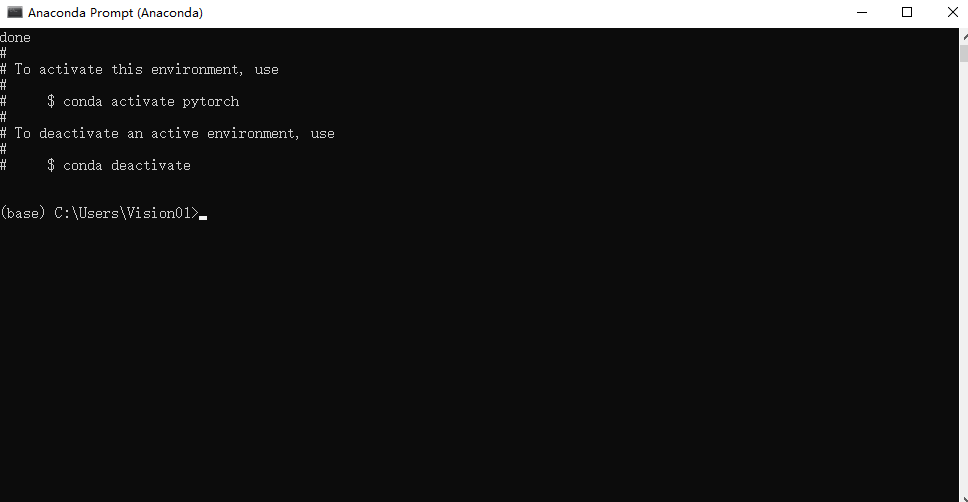 Anaconda Prompt (Anaconda)
done
#
# To activate this environment, use
#
#     $ conda activate pytorch
#
# To deactivate an active environment, use
#
#     $ conda deactivate
(base) C:\Users\Vision01>